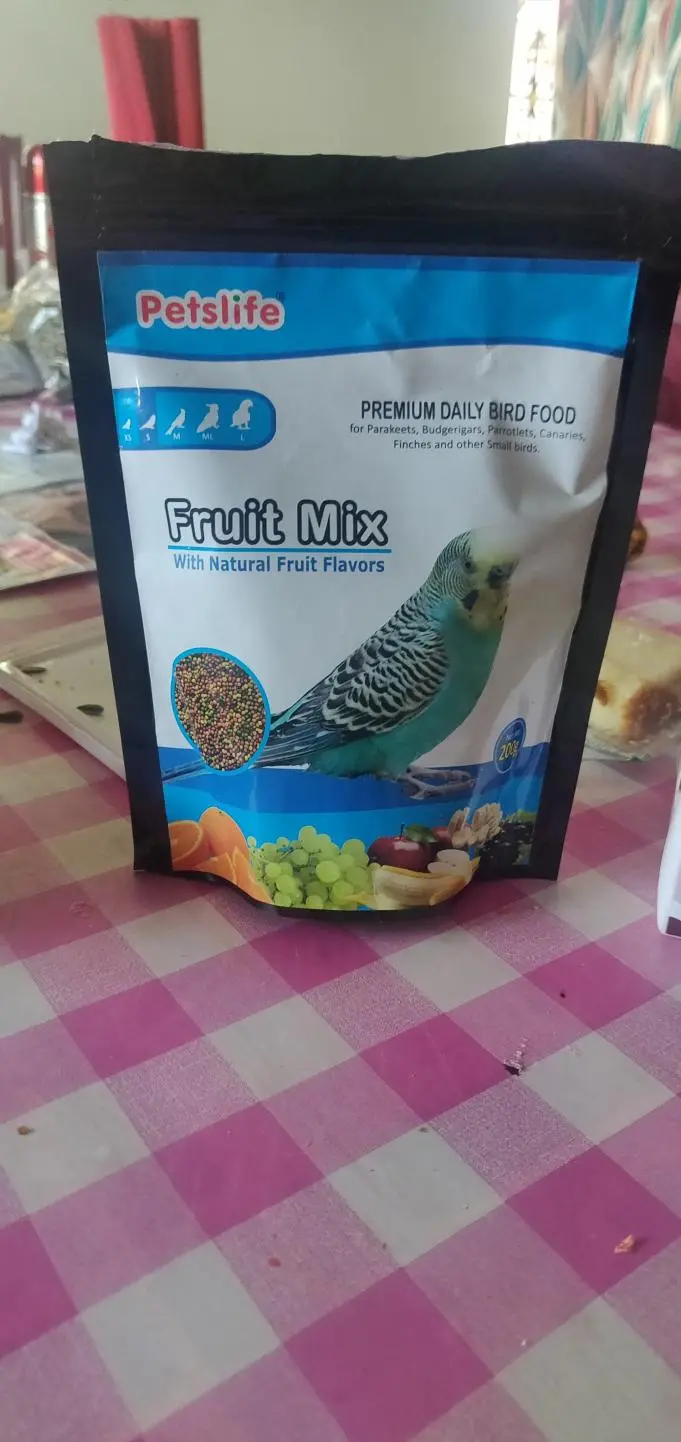 Petslife
XS S M ML L
PREMIUM DAILY BIRD FOOD
for Parakeets, Budgerigars, Parrotlets, Canaries,
Finches and other Small birds.
Fruit Mix
With Natural Fruit Flavors
200g